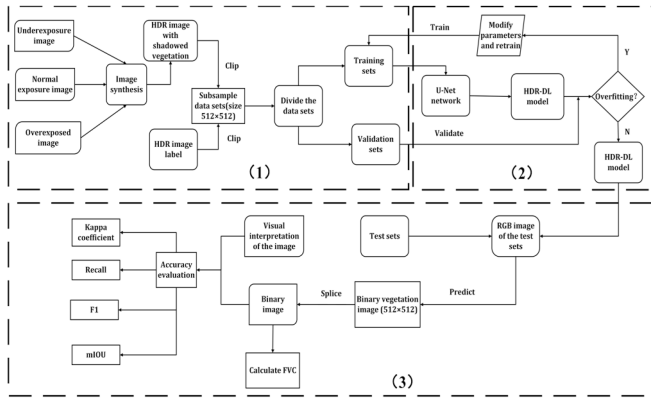 Underexposure
image
Normal
exposure image
Overexposed
image
Image
synthesis
HDR image
with
shadowed
vegetation
Clip
Subsample
data sets(size
512×512)
Clip
HDR image
label
Divide the
data sets
Training
sets
Validation
sets
(1)
Train
Modify
parameters
and retrain
Y
U-Net
network
HDR-DL
model
Overfitting?
N
Validate
HDR-DL
model
(2)
Kappa
coefficient
Recall
F1
mIOU
Accuracy
evaluation
Visual
interpretation
of the image
Binary
image
Calculate FVC
Splice
Binary vegetation
image (512×512)
Predict
Test sets
RGB image
of the test
sets
(3)